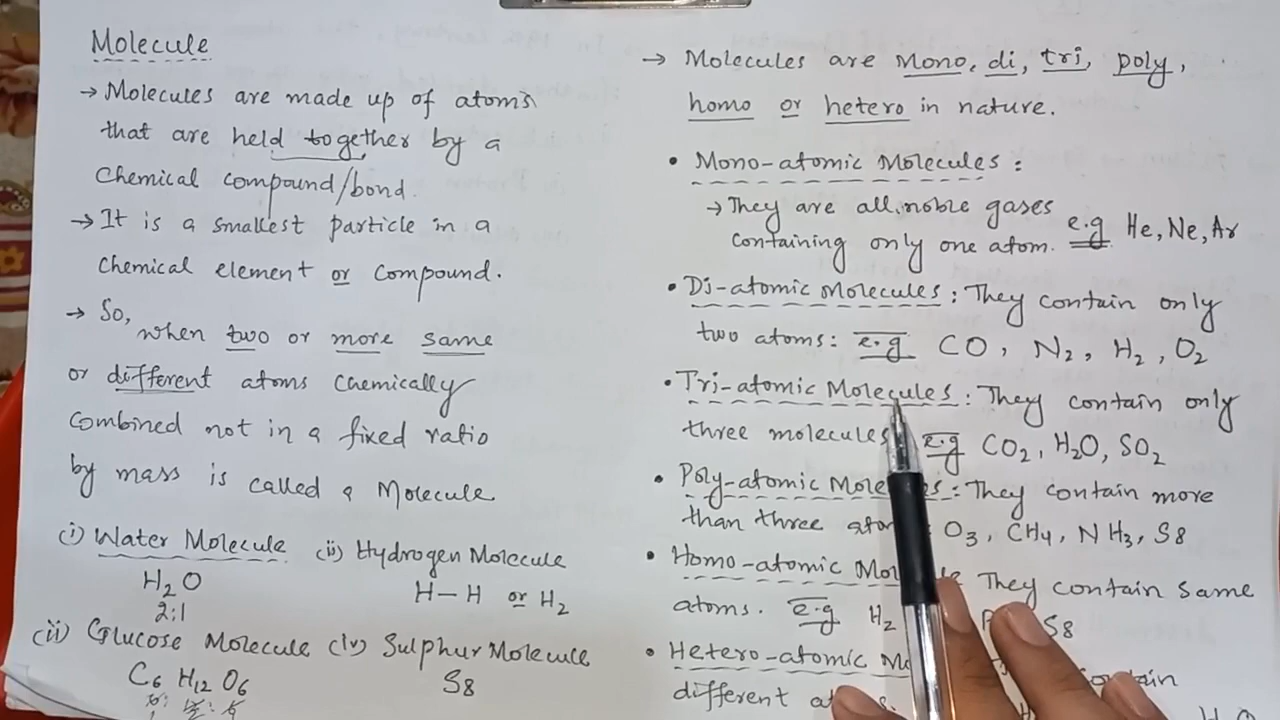 Molecule
→ Molecules are made up of atoms
that are held together by a
chemical compound/bond.
→ It is a smallest particle in a
chemical element or compound.
→ So,
when two or more same
or different atoms chemically
combined not in a fixed ratio
by mass is called a Molecule
(i) Water Molecule (ii) Hydrogen Molecule
H2O H-H or H2
2:1
(ii) Glucose Molecule (iv) Sulphur Molecule
C6 H12 O6 S8
→ Molecules are Mono, di, tri, poly,
homo or hetero in nature.
• Mono-atomic Molecules:
→ They are all noble gases
containing only one atom. e.g He, Ne, Ar
• Di-atomic Molecules: They contain only
two atoms: e.g CO, N2, H2, O2
• Tri-atomic Molecules: They contain only
three molecules e.g CO2, H2O, SO2
• Poly-atomic Molecules: They contain more
than three O3, CH4, NH3, S8
• Homo-atomic They contain same
atoms. e.g H2 S8
• Hetero-atomic
different